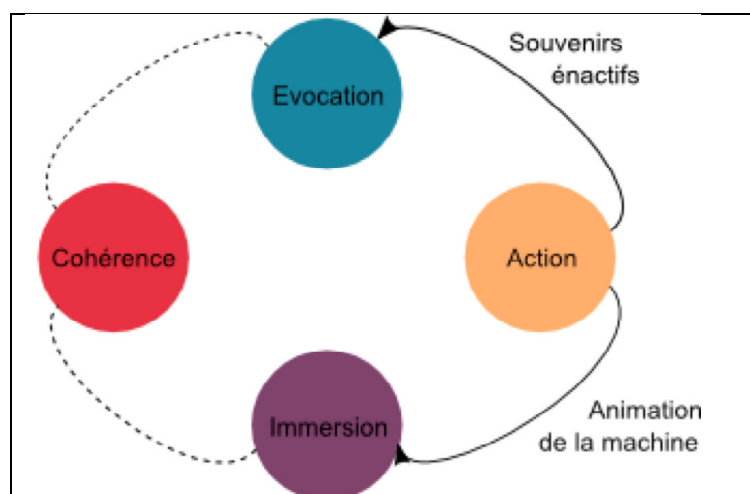 Souvenirs
énactifs
Evocation
Cohérence
Action
Immersion
Animation
de la machine